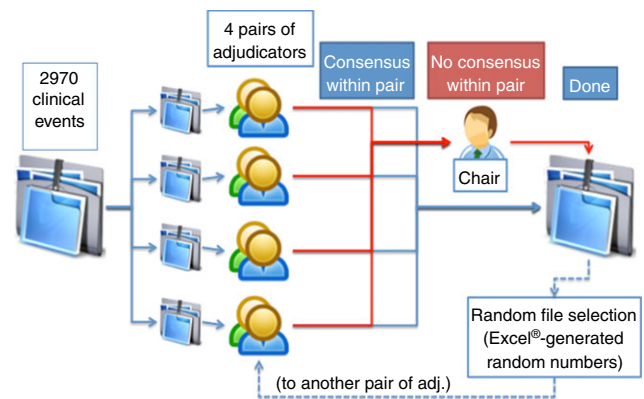 4 pairs of
adjudicators
2970
clinical
events
Consensus
within pair
No consensus
within pair
Done
Chair
Random file selection
(Excel®-generated
random numbers)
(to another pair of adj.)